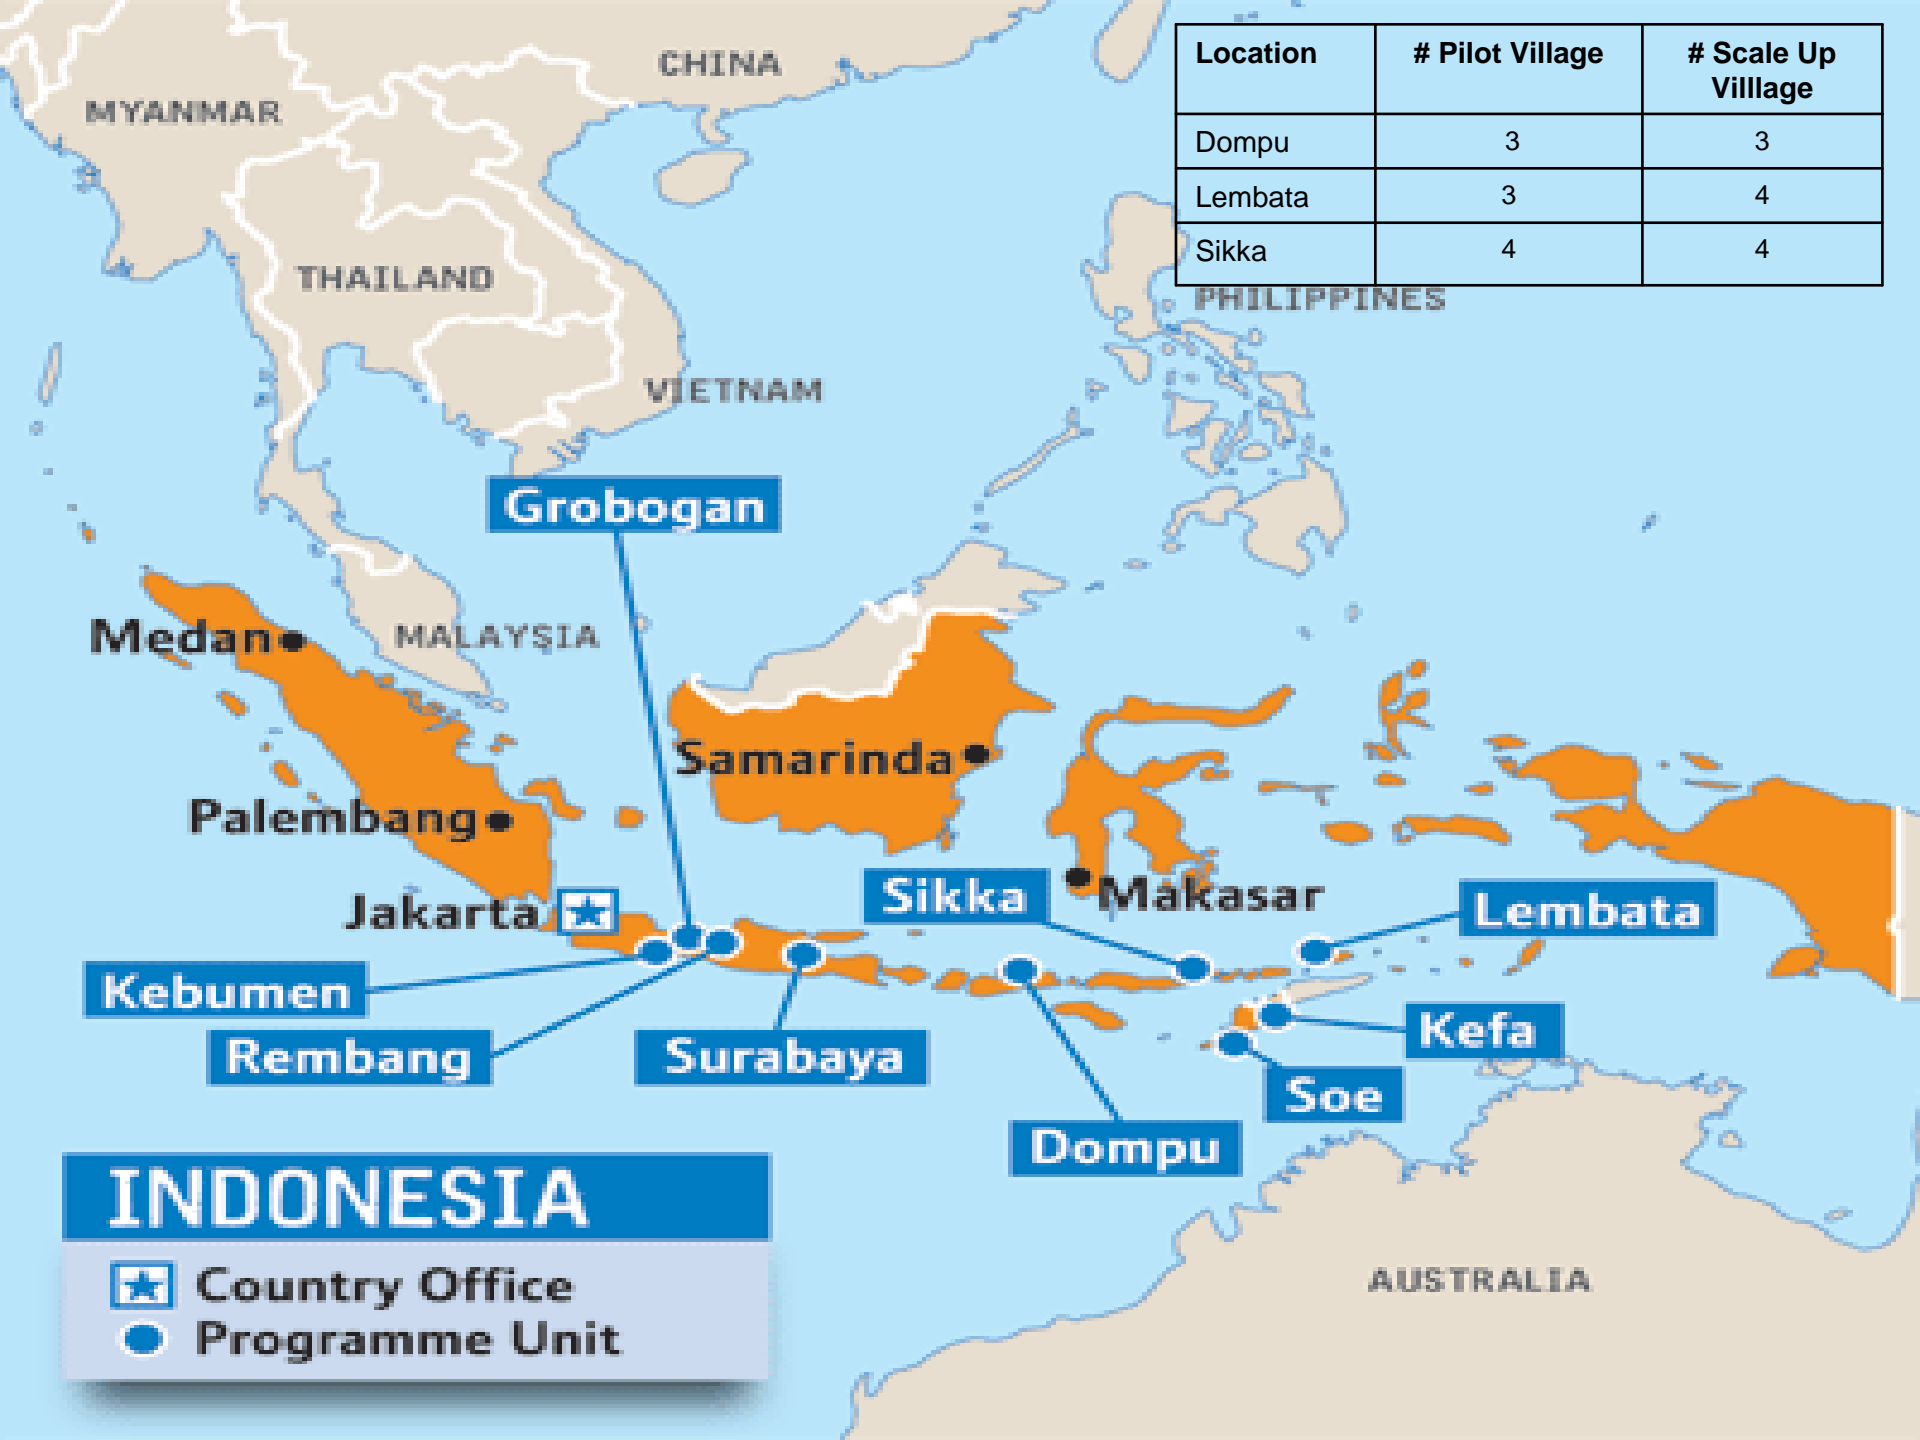 Location # Pilot Village # Scale Up
Villlage
Dompu 3 3
Lembata 3 4
Sikka 4 4
CHINA
MYANMAR
THAILAND
PHILIPPINES
VIETNAM
Grobogan
Medan
MALAYSIA
Samarinda
Palembang
Sikka
Makasar
Lembata
Jakarta
Kebumen
Kefa
Rembang
Surabaya
Soe
Dompu
INDONESIA
Country Office
Programme Unit
AUSTRALIA